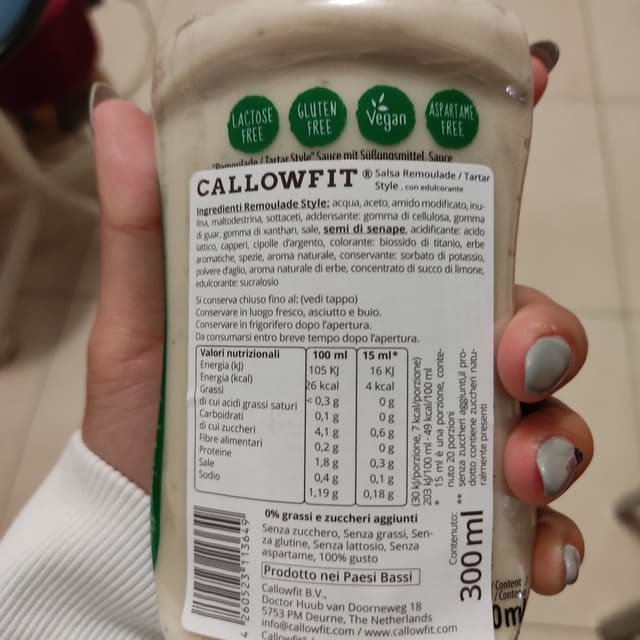 LACTOSE FREE
GLUTEN FREE
Vegan
ASPARTAME FREE
"Remoulade / Tartar Style" Sauce mit Süßungsmittel, Sauce
CALLOWFIT ® Salsa Remoulade / Tartar
Style , con edulcorante
Ingredienti Remoulade Style: acqua, aceto, amido modificato, inu-
lina, maltodestrina, sottaceti, addensante: gomma di cellulosa, gomma
di guar, gomma di xanthan, sale, semi di senape, acidificante: acido
lattico, capperi, cipolle d'argento, colorante: biossido di titanio, erbe
aromatiche, spezie, aroma naturale, conservante: sorbato di potassio,
polvere d'aglio, aroma naturale di erbe, concentrato di succo di limone,
edulcorante: sucralosio
Si conserva chiuso fino al: (vedi tappo)
Conservare in luogo fresco, asciutto e buio.
Conservare in frigorifero dopo l'apertura.
Da consumarsi entro breve tempo dopo l'apertura.
Valori nutrizionali 100 ml 15 ml*
Energia (kJ) 105 KJ 16 KJ
Energia (kcal) 26 kcal 4 kcal
Grassi < 0,3 g 0 g
di cui acidi grassi saturi 0,1 g 0 g
Carboidrati 4,1 g 0,6 g
di cui zuccheri 0,2 g 0 g
Fibre alimentari 1,8 g 0,3 g
Proteine 0,4 g 0,1 g
Sale 1,19 g 0,18 g
Sodio
(30 kJ/porzione, 7 kcal/porzione)
203 kJ/100 ml - 49 kcal/100 ml
* 15 ml è una porzione, conte-
nuto 20 porzioni
** senza zuccheri aggiunti,il pro-
dotto contiene zuccheri natu-
ralmente presenti
0% grassi e zuccheri aggiunti
Senza zucchero, Senza grassi, Sen-
za glutine, Senza lattosio, Senza
aspartame, 100% gusto
Prodotto nei Paesi Bassi
Callowfit B.V.,
Doctor Huub van Doorneweg 18
5753 PM Deurne, The Netherlands
info@callowfit.com / www.callowfit.com
Contenuto:
300 ml
4 260523 113649
/ Content
/ Conte
0m